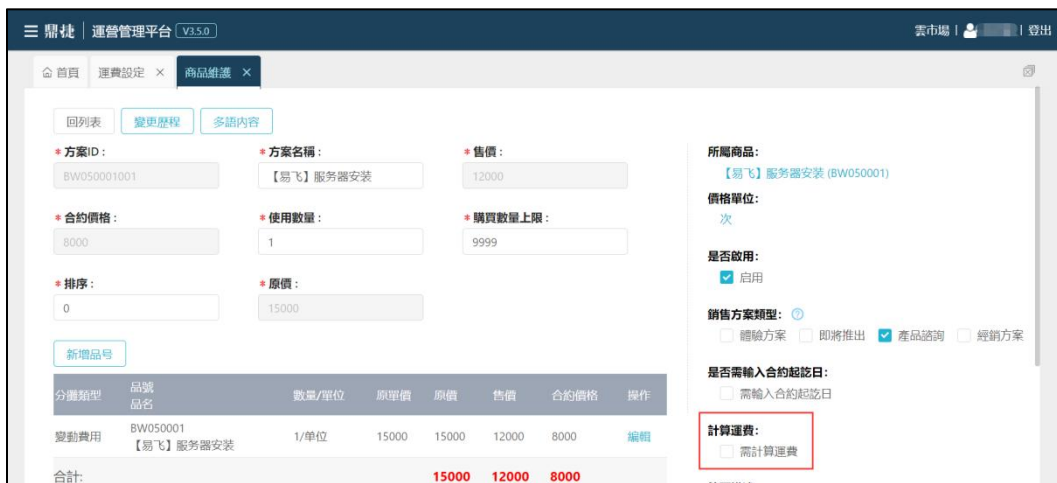 鼎捷 運營管理平台 V3.5.0 雲市場 登出
首頁 運費設定 商品維護
回列表 變更歷程 多語內容
* 方案ID： * 方案名稱： * 售價：
BW050001001 【易飞】服务器安装 12000
* 合約價格： * 使用數量： * 購買數量上限：
8000 1 9999
* 排序： * 原價：
0 15000
新增品号
分攤類型 品號 數量/單位 原單價 原價 售價 合約價格 操作
品名
變動費用 BW050001 1/单位 15000 15000 12000 8000 編輯
【易飞】服务器安装
合計: 15000 12000 8000
所屬商品：
【易飞】服务器安装 (BW050001)
價格單位：
次
是否啟用：
启用
銷售方案類型：
體驗方案 即將推出 產品諮詢 經銷方案
是否需輸入合約起訖日：
需輸入合約起訖日
計算運費：
需計算運費